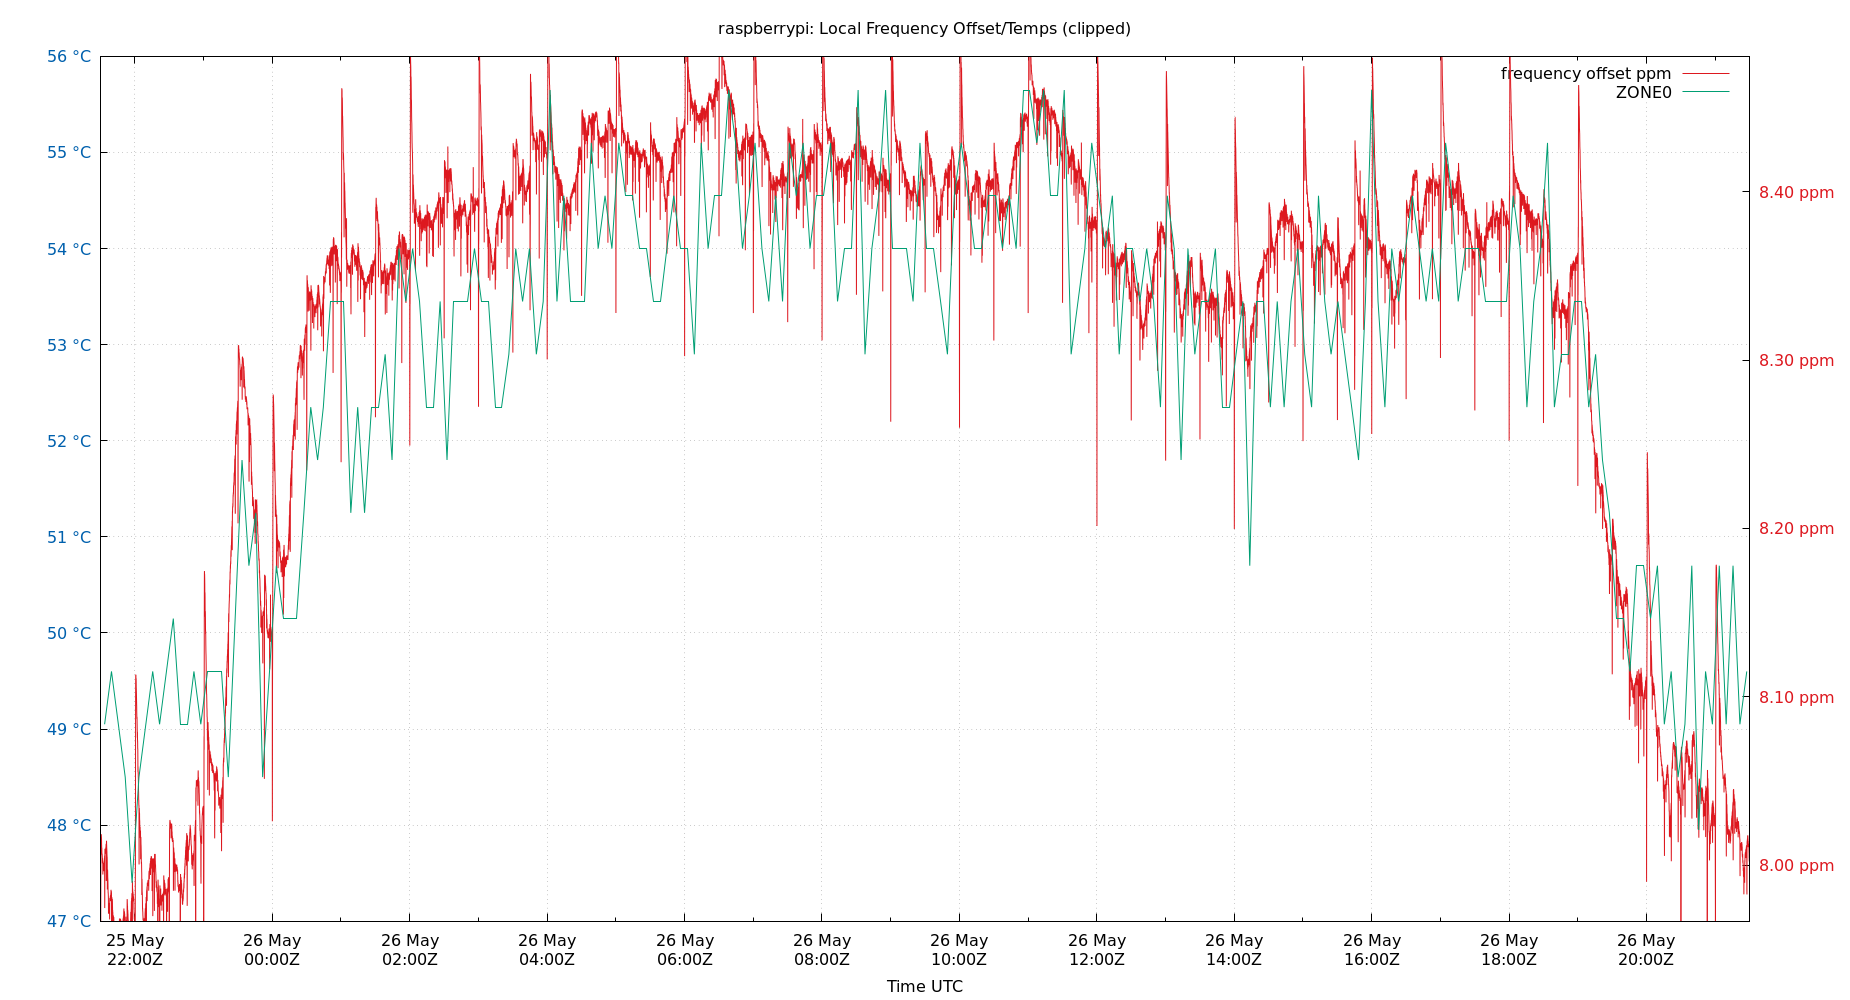 raspberrypi: Local Frequency Offset/Temps (clipped)
56 °C
55 °C
54 °C
53 °C
52 °C
51 °C
50 °C
49 °C
48 °C
47 °C
frequency offset ppm
ZONE0
8.40 ppm
8.30 ppm
8.20 ppm
8.10 ppm
8.00 ppm
25 May 26 May 26 May 26 May 26 May 26 May 26 May 26 May 26 May 26 May 26 May 26 May
22:00Z 00:00Z 02:00Z 04:00Z 06:00Z 08:00Z 10:00Z 12:00Z 14:00Z 16:00Z 18:00Z 20:00Z
Time UTC